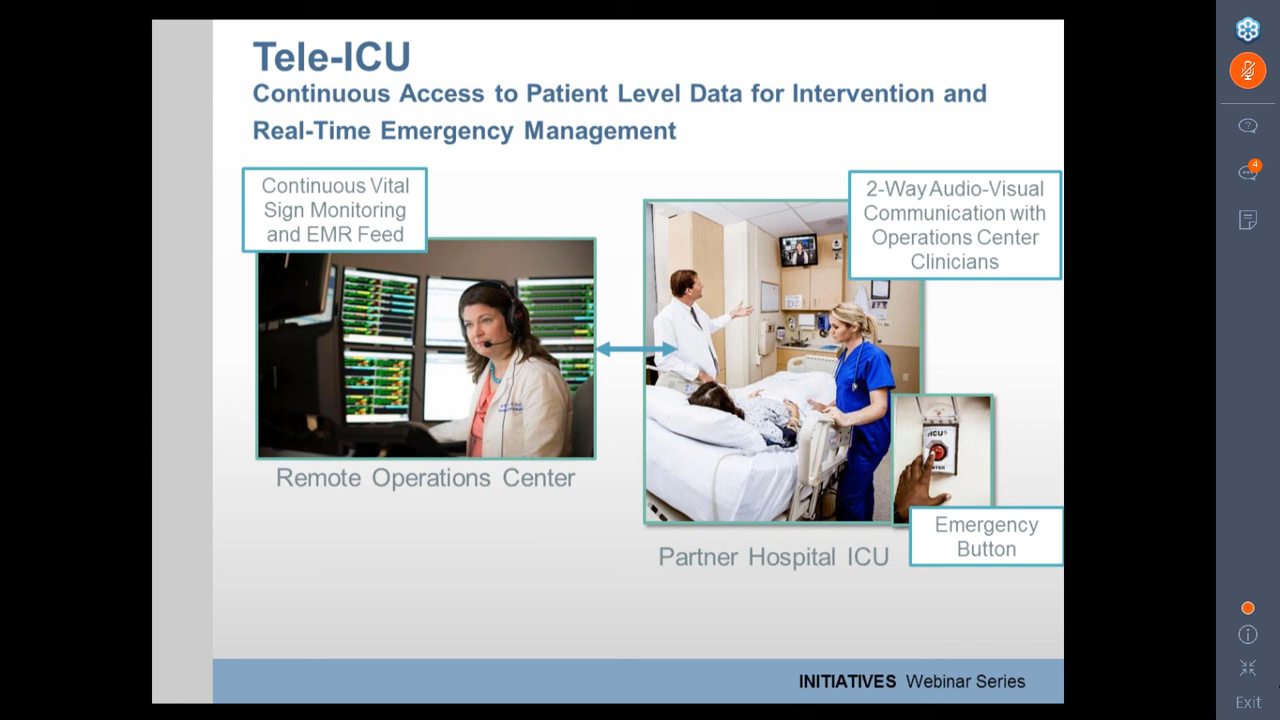 Tele-ICU
Continuous Access to Patient Level Data for Intervention and
Real-Time Emergency Management
Continuous Vital
Sign Monitoring
and EMR Feed
2-Way Audio-Visual
Communication with
Operations Center
Clinicians
Remote Operations Center
Partner Hospital ICU
Emergency
Button
INITIATIVES Webinar Series
4
Exit